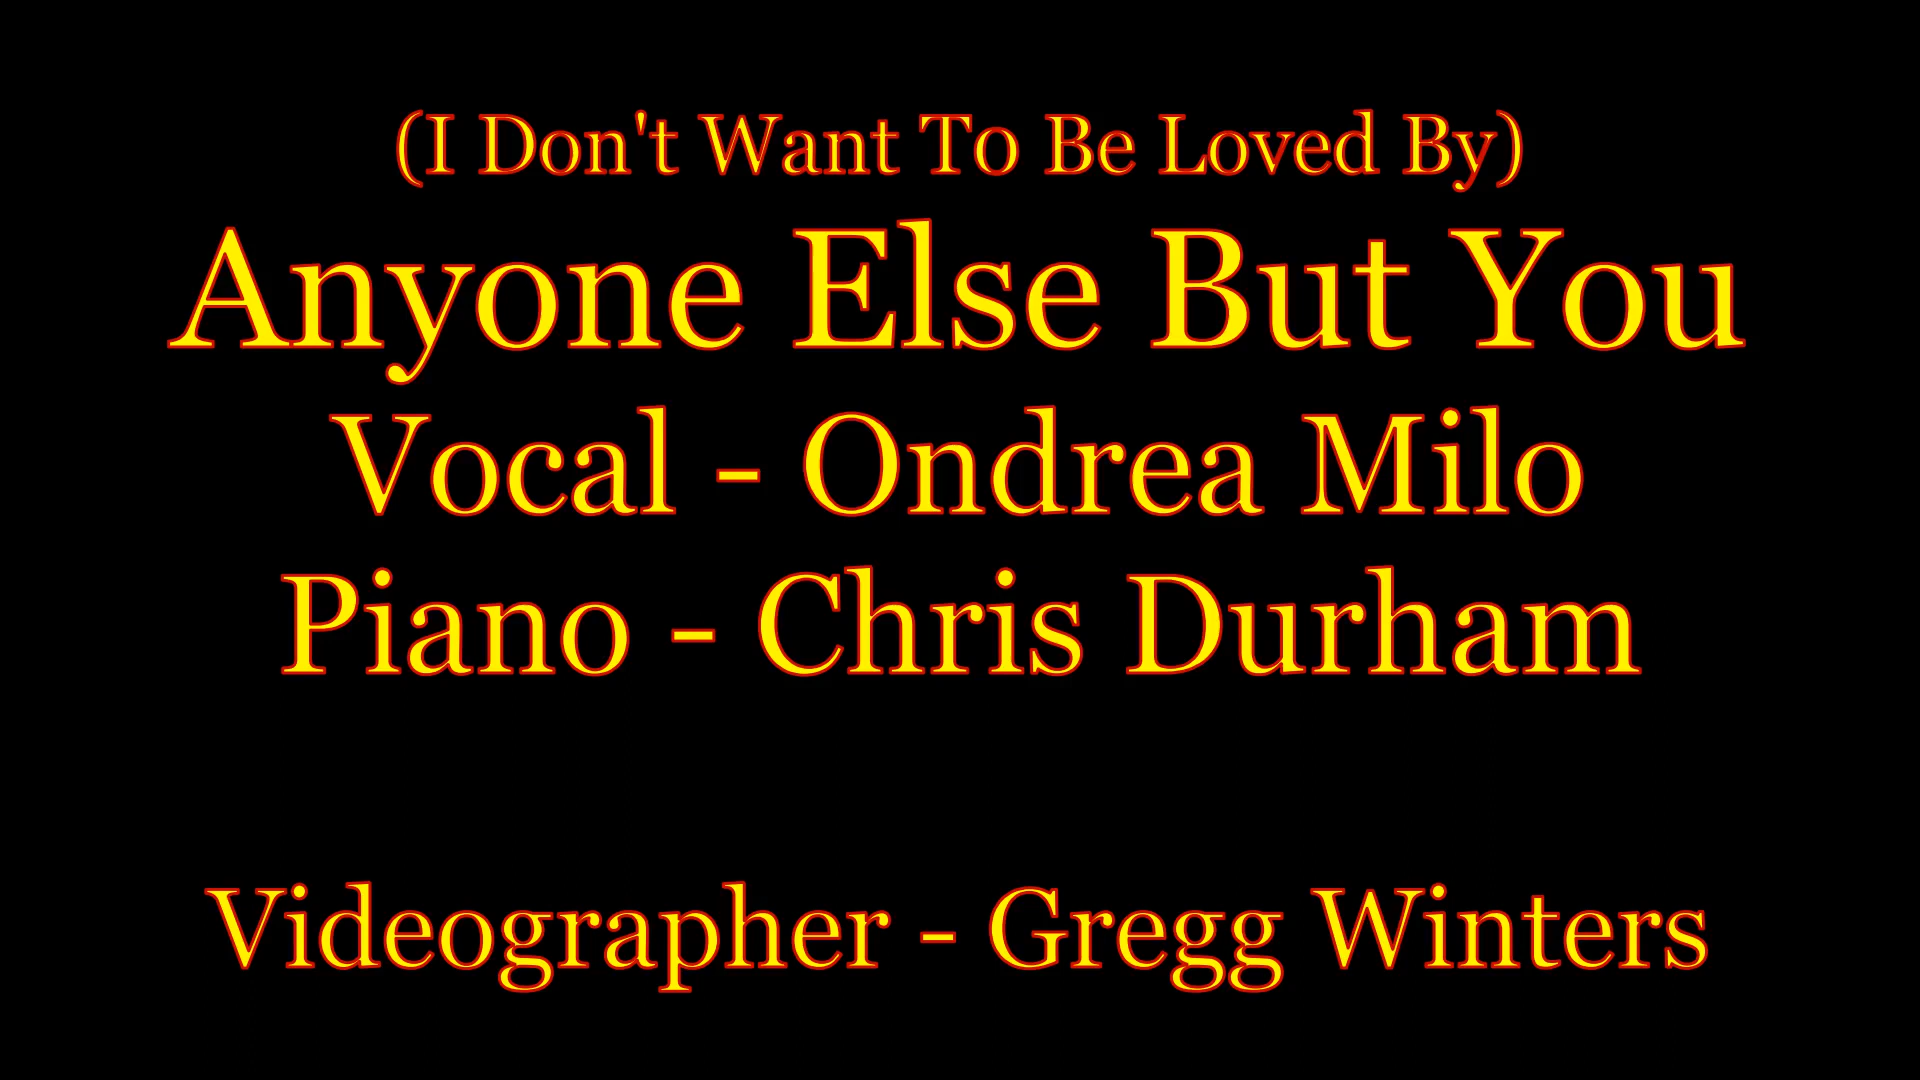 (I Don't Want To Be Loved By)
Anyone Else But You
Vocal - Ondrea Milo
Piano - Chris Durham
Videographer - Gregg Winters